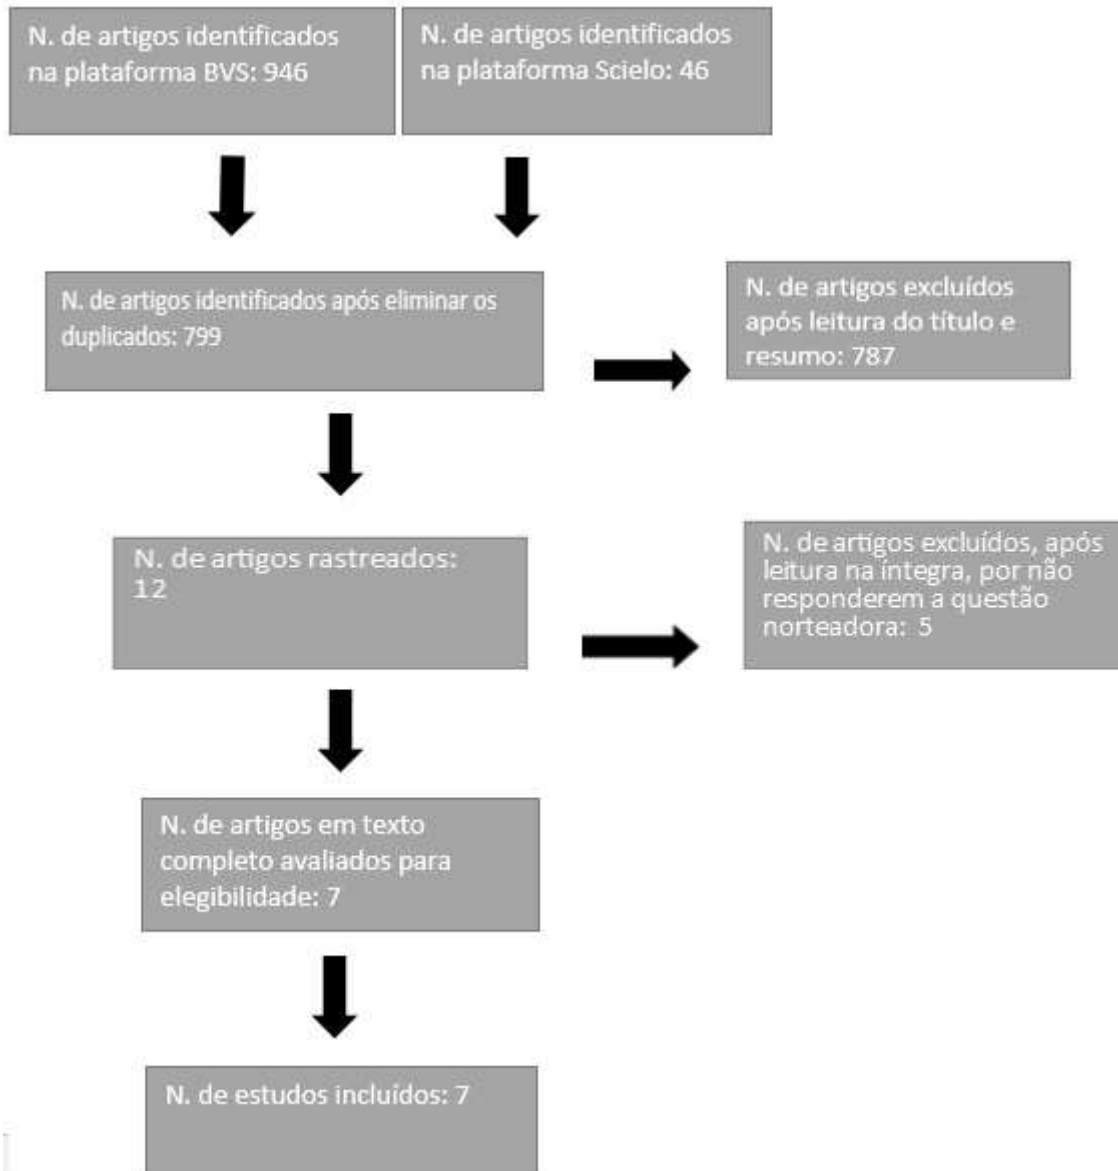 N. de artigos identificados
na plataforma BVS: 946
N. de artigos identificados
na plataforma Scielo: 46
N. de artigos identificados após eliminar os
duplicados: 799
N. de artigos excluídos
após leitura do título e
resumo: 787
N. de artigos rastreados:
12
N. de artigos excluídos, após
leitura na íntegra, por não
responderem a questão
norteadora: 5
N. de artigos em texto
completo avaliados para
elegibilidade: 7
N. de estudos incluídos: 7